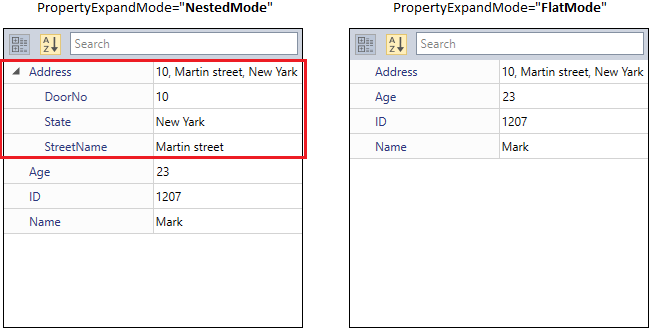 PropertyExpandMode="NestedMode"
A Z
Search
Address 10, Martin street, New Yark
DoorNo 10
State New Yark
StreetName Martin street
Age 23
ID 1207
Name Mark
PropertyExpandMode="FlatMode"
A Z
Search
Address 10, Martin street, New Yark
Age 23
ID 1207
Name Mark